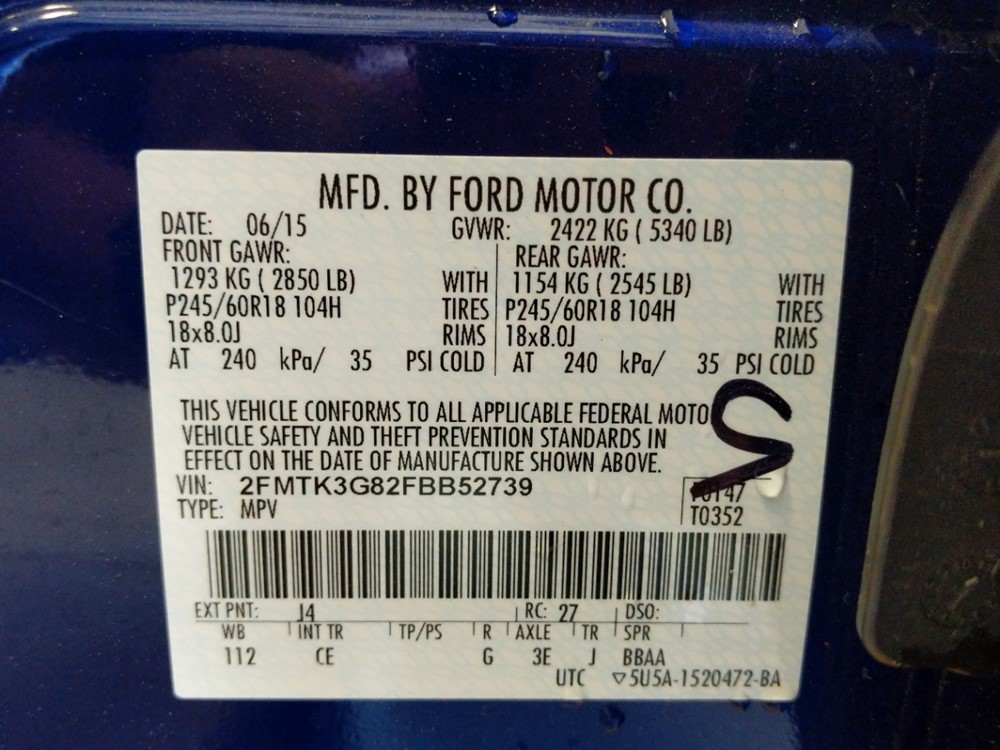 MFD. BY FORD MOTOR CO.
DATE: 06/15 GVWR: 2422 KG ( 5340 LB)
FRONT GAWR: REAR GAWR:
1293 KG ( 2850 LB) WITH 1154 KG ( 2545 LB) WITH
P245/60R18 104H TIRES P245/60R18 104H TIRES
18x8.0J RIMS 18x8.0J RIMS
AT 240 kPa/ 35 PSI COLD AT 240 kPa/ 35 PSI COLD
THIS VEHICLE CONFORMS TO ALL APPLICABLE FEDERAL MOTO
VEHICLE SAFETY AND THEFT PREVENTION STANDARDS IN
EFFECT ON THE DATE OF MANUFACTURE SHOWN ABOVE.
VIN: 2FMTK3G82FBB52739
TYPE: MPV T0352
EXT PNT: J4 RC: 27 DSO:
WB INT TR TP/PS R AXLE TR SPR
112 CE G 3E J BBAA
UTC ▽5U5A-1520472-BA